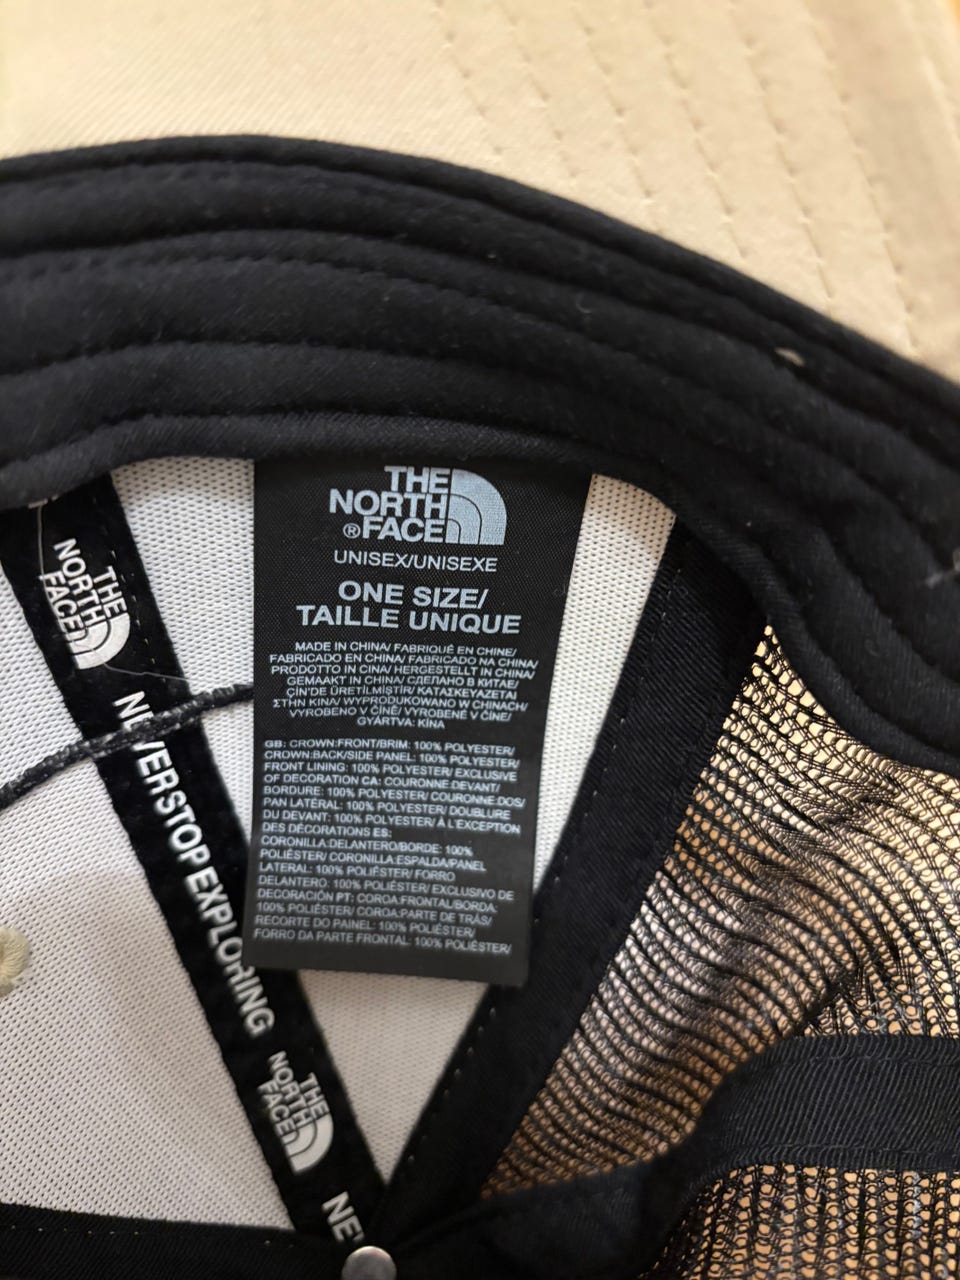 THE
NORTH
®FACE
UNISEX/UNISEXE
ONE SIZE/
TAILLE UNIQUE
MADE IN CHINA/ FABRIQUÉ EN CHINE/
FABRICADO EN CHINA/ FABRICADO NA CHINA/
PRODOTTO IN CINA/ HERGESTELLT IN CHINA/
GEMAAKT IN CHINA/ СДЕЛАНО В КИТАЕ/
ÇİN'DE ÜRETİLMİŞTİR/ ΚΑΤΑΣΚΕΥΑΖΕΤΑΙ
ΣΤΗΝ ΚΙΝΑ/ WYPRODUKOWANO W CHINACH/
VYROBENO V ČÍNĚ/ VYROBENÉ V ČÍNE/
GYÁRTVA: KÍNA
GB: CROWN:FRONT/BRIM: 100% POLYESTER/
CROWN:BACK/SIDE PANEL: 100% POLYESTER/
FRONT LINING: 100% POLYESTER/ EXCLUSIVE
OF DECORATION CA: COURONNE:DEVANT/
BORDURE: 100% POLYESTER/ COURONNE:DOS/
PAN LATÉRAL: 100% POLYESTER/ DOUBLURE
DU DEVANT: 100% POLYESTER/ À L'EXCEPTION
DES DÉCORATIONS ES:
CORONILLA:DELANTERO/BORDE: 100%
POLIÉSTER/ CORONILLA:ESPALDA/PANEL
LATERAL: 100% POLIÉSTER/ FORRO
DELANTERO: 100% POLIÉSTER/ EXCLUSIVO DE
DECORACIÓN PT: COROA:FRONTAL/BORDA:
100% POLIÉSTER/ COROA:PARTE DE TRÁS/
RECORTE DO PAINEL: 100% POLIÉSTER/
FORRO DA PARTE FRONTAL: 100% POLIÉSTER/
THE
NORTH
FACE
NEVER STOP EXPLORING
THE
NORTH
FACE
NEV